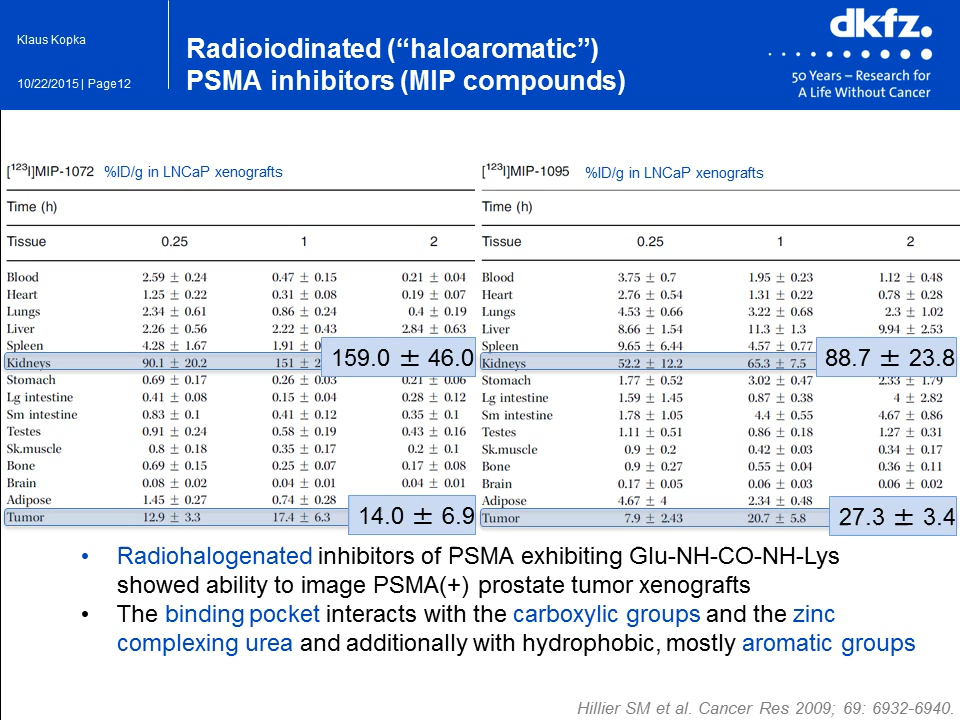 Klaus Kopka
10/22/2015 | Page12
Radioiodinated (“haloaromatic”)
PSMA inhibitors (MIP compounds)
dkfz.
50 Years – Research for
A Life Without Cancer
[123I]MIP-1072 %ID/g in LNCaP xenografts
Time (h)
Tissue 0.25 1 2
Blood 2.59 ± 0.24 0.47 ± 0.15 0.21 ± 0.04
Heart 1.25 ± 0.22 0.31 ± 0.08 0.19 ± 0.07
Lungs 2.34 ± 0.61 0.86 ± 0.24 0.4 ± 0.19
Liver 2.26 ± 0.56 2.22 ± 0.43 2.84 ± 0.63
Spleen 4.28 ± 1.67 1.91 ± 0
Kidneys 90.1 ± 20.2 151 ± 2 159.0 ± 46.0
Stomach 0.69 ± 0.17 0.26 ± 0.03 0.21 ± 0.06
Lg intestine 0.41 ± 0.08 0.15 ± 0.04 0.28 ± 0.12
Sm intestine 0.83 ± 0.1 0.41 ± 0.12 0.35 ± 0.1
Testes 0.91 ± 0.24 0.58 ± 0.19 0.43 ± 0.16
Sk.muscle 0.8 ± 0.18 0.35 ± 0.17 0.2 ± 0.1
Bone 0.69 ± 0.15 0.25 ± 0.07 0.17 ± 0.08
Brain 0.08 ± 0.02 0.04 ± 0.01 0.04 ± 0.01
Adipose 1.45 ± 0.27 0.74 ± 0.28
Tumor 12.9 ± 3.3 17.4 ± 6.3 14.0 ± 6.9
[123I]MIP-1095 %ID/g in LNCaP xenografts
Time (h)
Tissue 0.25 1 2
Blood 3.75 ± 0.7 1.95 ± 0.23 1.12 ± 0.48
Heart 2.76 ± 0.54 1.31 ± 0.22 0.78 ± 0.28
Lungs 4.53 ± 0.66 3.22 ± 0.68 2.3 ± 1.02
Liver 8.66 ± 1.54 11.3 ± 1.3 9.94 ± 2.53
Spleen 9.65 ± 6.44 4.57 ± 0.77
Kidneys 52.2 ± 12.2 65.3 ± 7.5 88.7 ± 23.8
Stomach 1.77 ± 0.52 3.02 ± 0.47 2.33 ± 1.79
Lg intestine 1.59 ± 1.45 0.87 ± 0.38 4 ± 2.82
Sm intestine 1.78 ± 1.05 4.4 ± 0.55 4.67 ± 0.86
Testes 1.11 ± 0.51 0.86 ± 0.18 1.27 ± 0.31
Sk.muscle 0.9 ± 0.2 0.42 ± 0.03 0.34 ± 0.17
Bone 0.9 ± 0.27 0.55 ± 0.04 0.36 ± 0.11
Brain 0.17 ± 0.05 0.06 ± 0.03 0.06 ± 0.02
Adipose 4.67 ± 4 2.34 ± 0.48
Tumor 7.9 ± 2.43 20.7 ± 5.8 27.3 ± 3.4
• Radiohalogenated inhibitors of PSMA exhibiting Glu-NH-CO-NH-Lys
showed ability to image PSMA(+) prostate tumor xenografts
• The binding pocket interacts with the carboxylic groups and the zinc
complexing urea and additionally with hydrophobic, mostly aromatic groups
Hillier SM et al. Cancer Res 2009; 69: 6932-6940.